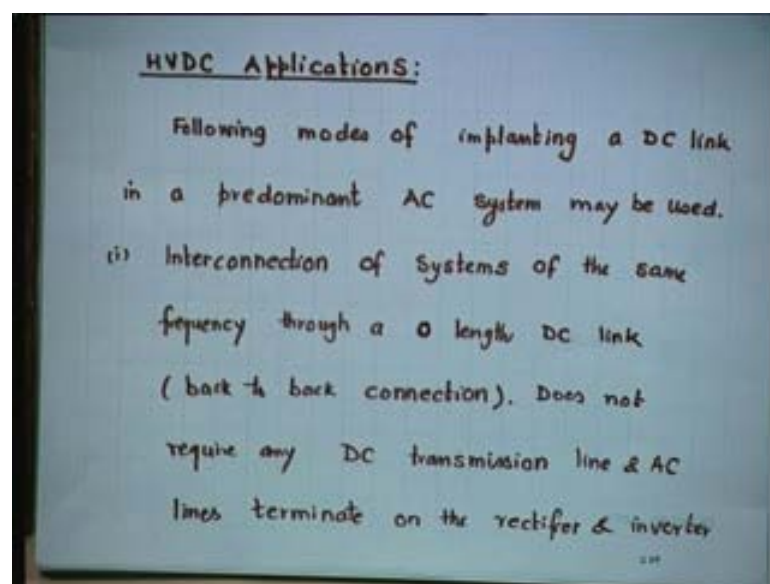 HVDC Applications:
Following modes of implanting a DC link
in a predominant AC system may be used.
(i) Interconnection of systems of the same
fequency through a 0 length DC link
(back to back connection). Does not
require any DC transmission line & AC
lines terminate on the rectifer & inverter